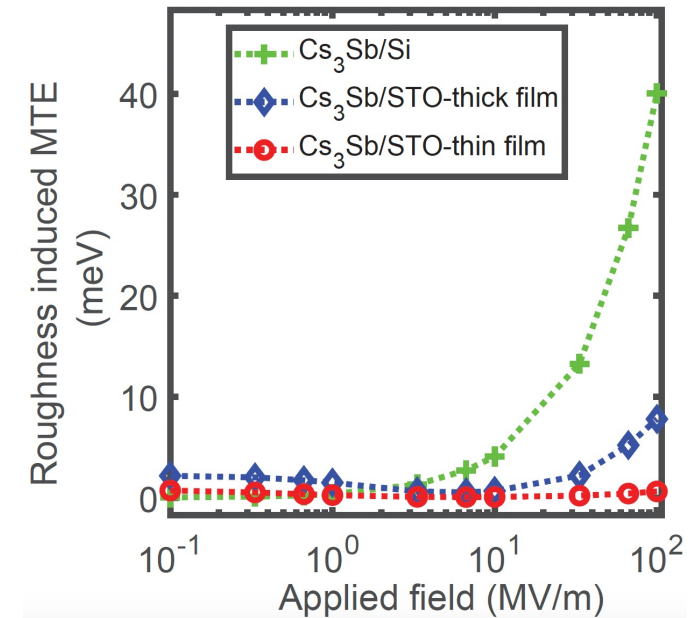 Roughness induced MTE
(meV)
40
30
20
10
0
Cs₃Sb/Si
Cs₃Sb/STO-thick film
Cs₃Sb/STO-thin film
10⁻¹ 10⁰ 10¹ 10²
Applied field (MV/m)